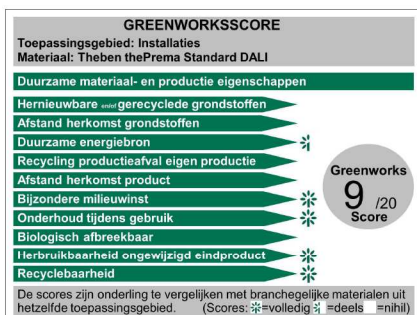 GREENWORKSSCORE
Toepassingsgebied: Installaties
Materiaal: Theben thePrema Standard DALI
Duurzame materiaal- en productie eigenschappen
Hernieuwbare en/of gerecyclede grondstoffen
Afstand herkomst grondstoffen
Duurzame energiebron
Recycling productieafval eigen productie
Afstand herkomst product
Bijzondere milieuwinst
Onderhoud tijdens gebruik
Biologisch afbreekbaar
Herbruikbaarheid ongewijzigd eindproduct
Recyclebaarheid
Greenworks
9 /20
Score
De scores zijn onderling te vergelijken met branchegelijke materialen uit
hetzelfde toepassingsgebied. (Scores: =volledig =deels =nihil)